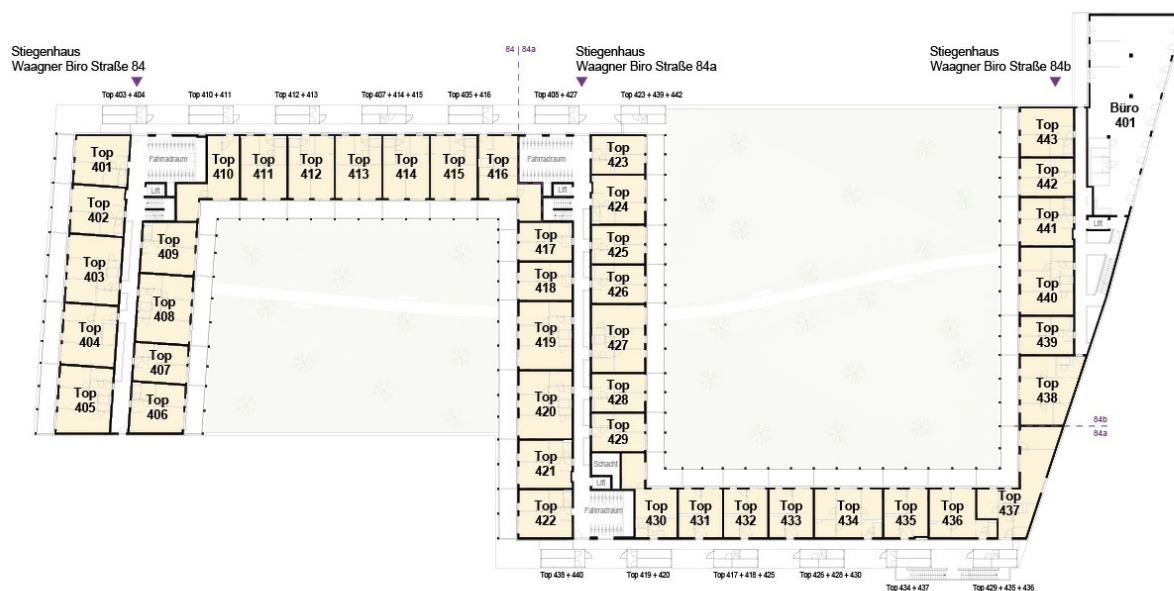 Stiegenhaus
Waagner Biro Straße 84
84 84a
Stiegenhaus
Waagner Biro Straße 84a
Stiegenhaus
Waagner Biro Straße 84b
Top 403 + 404
Top 410 + 411
Top 412 + 413
Top 407 + 414 + 415
Top 405 + 416
Top 408 + 427
Top 423 + 439 + 442
Büro
401
Top
401
Top
402
Top
403
Top
404
Top
405
Fahrradraum
Lift
Top
409
Top
408
Top
407
Top
406
Top
410
Top
411
Top
412
Top
413
Top
414
Top
415
Top
416
Fahrradraum
Lift
Top
417
Top
418
Top
419
Top
420
Top
421
Top
422
Top
423
Top
424
Top
425
Top
426
Top
427
Top
428
Top
429
Schacht
Lift
Fahrradraum
Top
430
Top
431
Top
432
Top
433
Top
434
Top
435
Top
436
Top
437
Top
443
Top
442
Top
441
Top
440
Top
439
Top
438
Lift
84b
84a
Top 438 + 440
Top 419 + 420
Top 417 + 418 + 425
Top 426 + 428 + 430
Top 434 + 437
Top 429 + 435 + 436